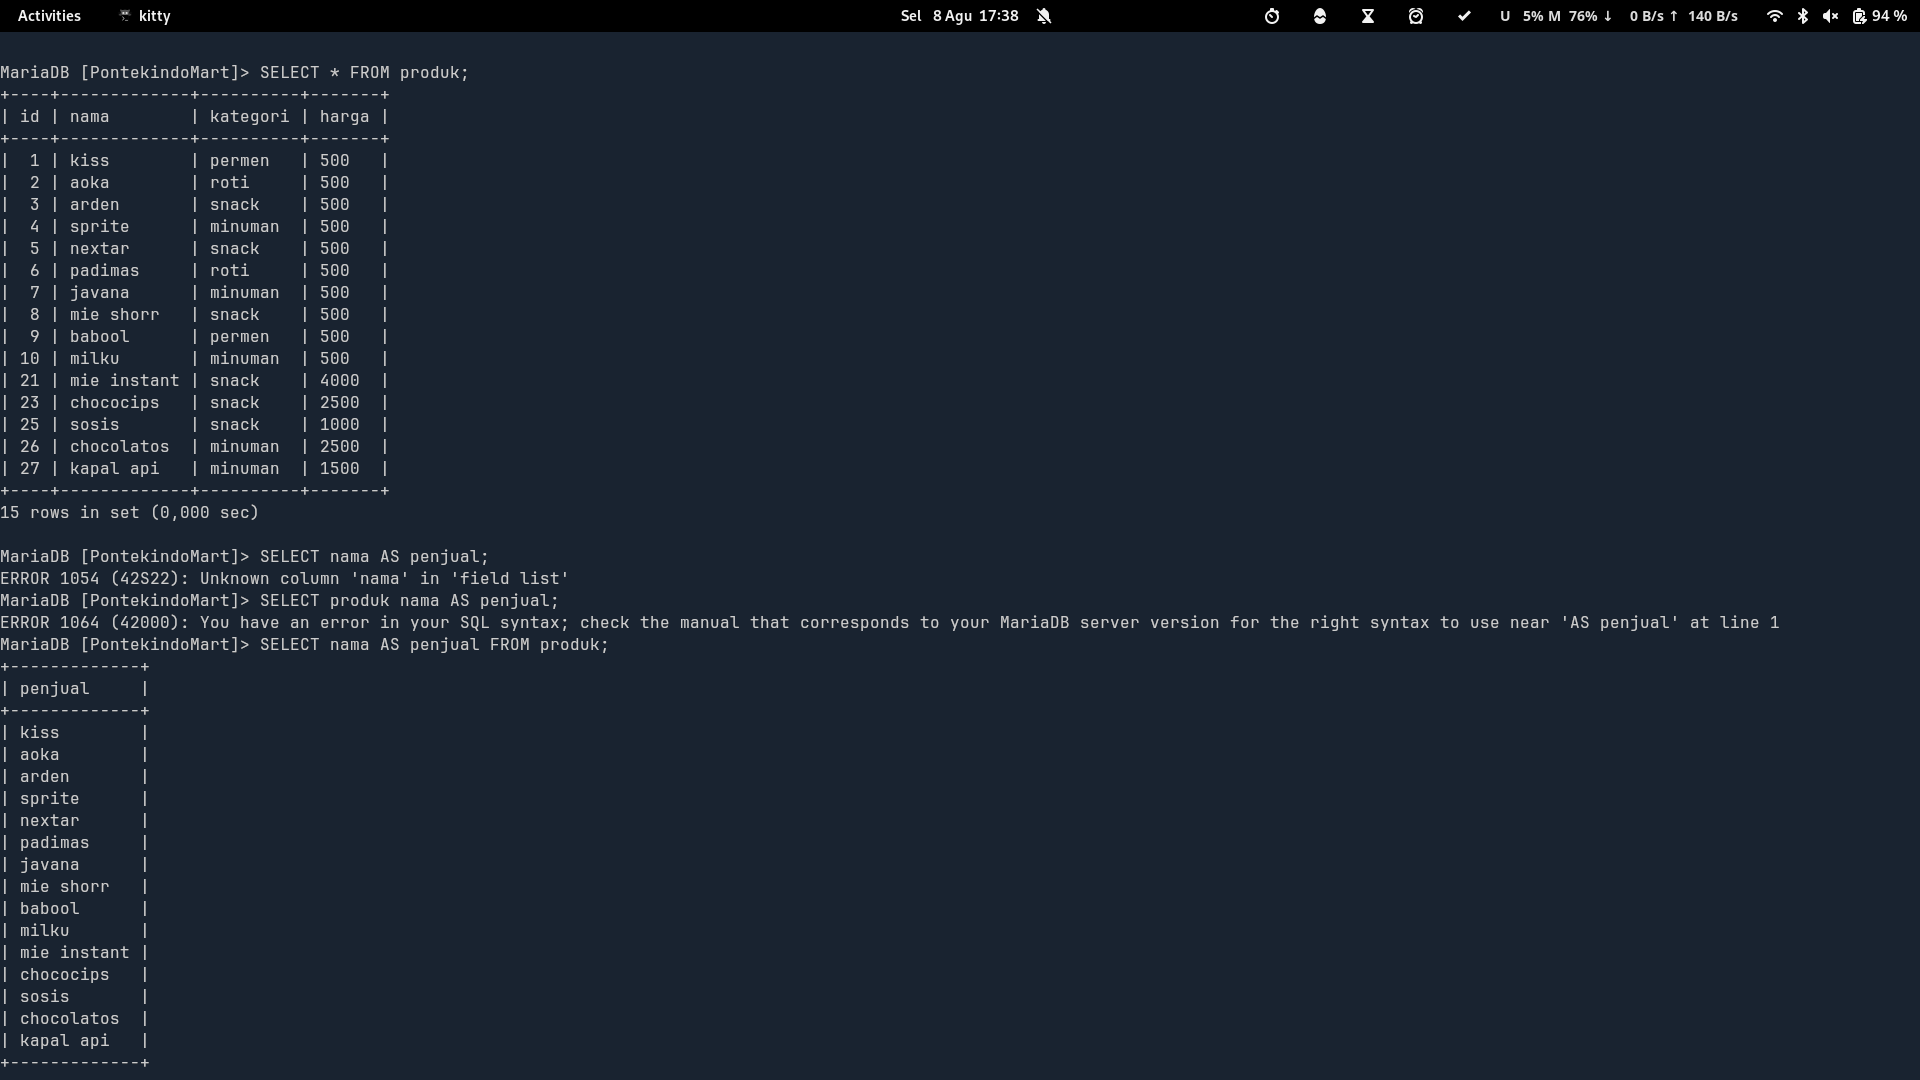 Activities kitty Sel 8 Agu 17:38 U 5% M 76% ↓ 0 B/s ↑ 140 B/s 94 %
MariaDB [PontekindoMart]> SELECT * FROM produk;
+----+-------------+----------+-------+
| id | nama        | kategori | harga |
+----+-------------+----------+-------+
|  1 | kiss        | permen   | 500   |
|  2 | aoka        | roti     | 500   |
|  3 | arden       | snack    | 500   |
|  4 | sprite      | minuman  | 500   |
|  5 | nextar      | snack    | 500   |
|  6 | padimas     | roti     | 500   |
|  7 | javana      | minuman  | 500   |
|  8 | mie shorr   | snack    | 500   |
|  9 | babool      | permen   | 500   |
| 10 | milku       | minuman  | 500   |
| 21 | mie instant | snack    | 4000  |
| 23 | chococips   | snack    | 2500  |
| 25 | sosis       | snack    | 1000  |
| 26 | chocolatos  | minuman  | 2500  |
| 27 | kapal api   | minuman  | 1500  |
+----+-------------+----------+-------+
15 rows in set (0,000 sec)
MariaDB [PontekindoMart]> SELECT nama AS penjual;
ERROR 1054 (42S22): Unknown column 'nama' in 'field list'
MariaDB [PontekindoMart]> SELECT produk nama AS penjual;
ERROR 1064 (42000): You have an error in your SQL syntax; check the manual that corresponds to your MariaDB server version for the right syntax to use near 'AS penjual' at line 1
MariaDB [PontekindoMart]> SELECT nama AS penjual FROM produk;
+-------------+
| penjual     |
+-------------+
| kiss        |
| aoka        |
| arden       |
| sprite      |
| nextar      |
| padimas     |
| javana      |
| mie shorr   |
| babool      |
| milku       |
| mie instant |
| chococips   |
| sosis       |
| chocolatos  |
| kapal api   |
+-------------+